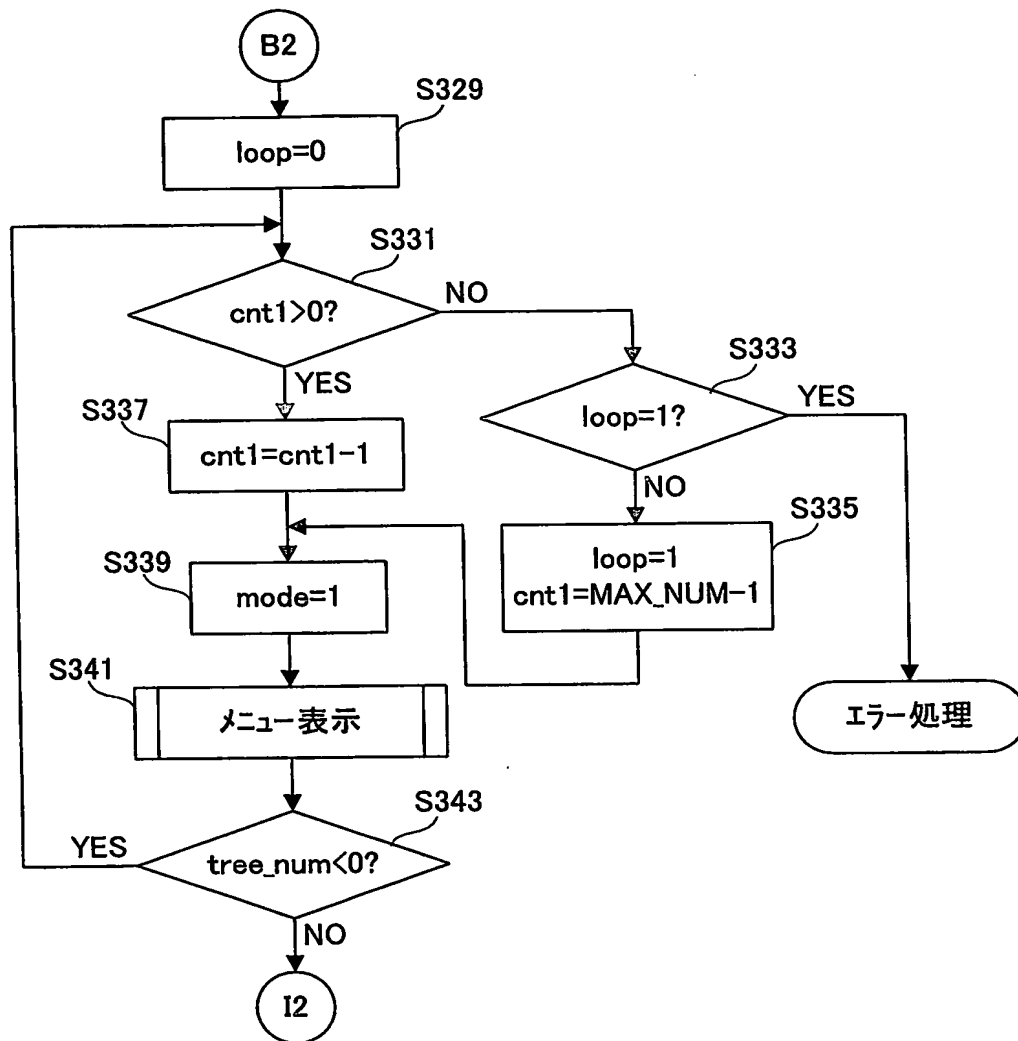 B2
S329
loop=0
S331
cnt1>0?
NO
YES
S333
loop=1?
YES
S337
cnt1=cnt1-1
NO
S335
loop=1
cnt1=MAX_NUM-1
S339
mode=1
S341
メニュー表示
エラー処理
S343
YES
tree_num<0?
NO
I2